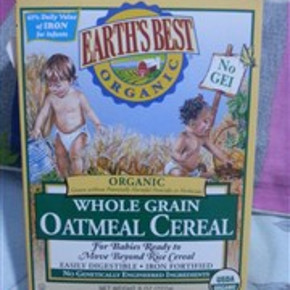 45% Daily Value
of IRON
for Infants
EARTH'S BEST
ORGANIC
No
GEI
ORGANIC
WHOLE GRAIN
OATMEAL CEREAL
For Babies Ready to
Move Beyond Rice Cereal
EASILY DIGESTIBLE • IRON FORTIFIED
NO GENETICALLY ENGINEERED INGREDIENTS
USDA
ORGANIC